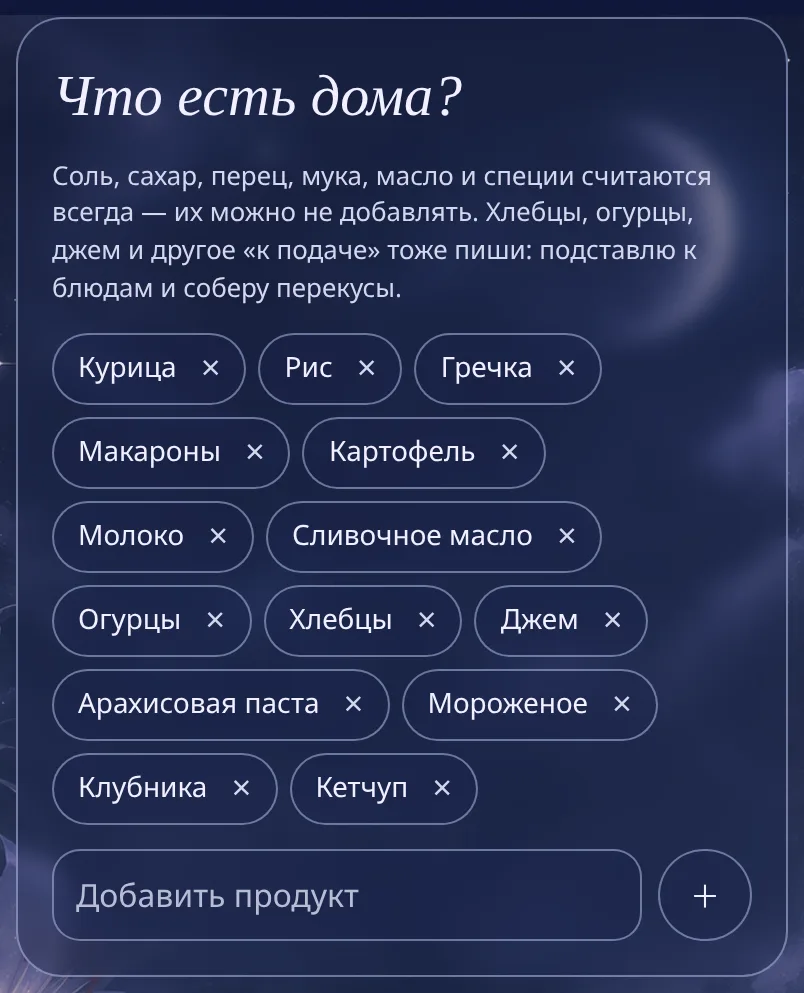 Что есть дома?
Соль, сахар, перец, мука, масло и специи считаются
всегда — их можно не добавлять. Хлебцы, огурцы,
джем и другое «к подаче» тоже пиши: подставлю к
блюдам и соберу перекусы.
Курица ✕ Рис ✕ Гречка ✕
Макароны ✕ Картофель ✕
Молоко ✕ Сливочное масло ✕
Огурцы ✕ Хлебцы ✕ Джем ✕
Арахисовая паста ✕ Мороженое ✕
Клубника ✕ Кетчуп ✕
Добавить продукт +